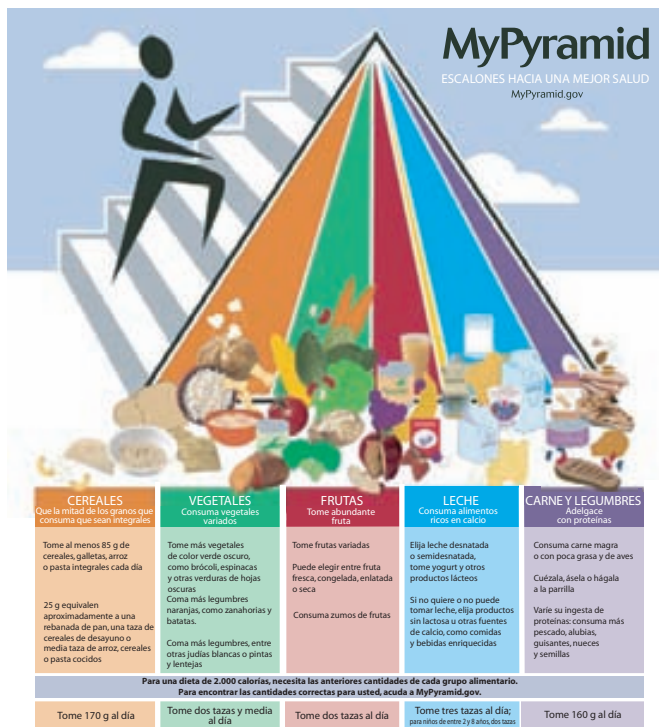 MyPyramid
ESCALONES HACIA UNA MEJOR SALUD
MyPyramid.gov
CEREALES
Que la mitad de los granos que
consuma que sean integrales
Tome al menos 85 g de
cereales, galletas, arroz
o pasta integrales cada día
25 g equivalen
aproximadamente a una
rebanada de pan, una taza de
cereales de desayuno o
media taza de arroz, cereales
o pasta cocidos
VEGETALES
Consuma vegetales
variados
Tome más vegetales
de color verde oscuro,
como brócoli, espinacas
y otras verduras de hojas
oscuras
Coma más legumbres
naranjas, como zanahorias y
batatas.
Coma más legumbres, entre
otras judías blancas o pintas
y lentejas
FRUTAS
Tome abundante
fruta
Tome frutas variadas
Puede elegir entre fruta
fresca, congelada, enlatada
o seca
Consuma zumos de frutas
LECHE
Consuma alimentos
ricos en calcio
Elija leche desnatada
o semidesnatada,
tome yogurt y otros
productos lácteos
Si no quiere o no puede
tomar leche, elija productos
sin lactosa u otras fuentes
de calcio, como comidas
y bebidas enriquecidas
CARNE Y LEGUMBRES
Adelgace
con proteínas
Consuma carne magra
o con poca grasa y de aves
Cuézala, ásela o hágala
a la parrilla
Varíe su ingesta de
proteínas: consuma más
pescado, alubias,
guisantes, nueces
y semillas
Para una dieta de 2.000 calorías, necesita las anteriores cantidades de cada grupo alimentario.
Para encontrar las cantidades correctas para usted, acuda a MyPyramid.gov.
Tome 170 g al día
Tome dos tazas y media
al día
Tome dos tazas al día
Tome tres tazas al día;
para niños de entre 2 y 8 años, dos tazas
Tome 160 g al día